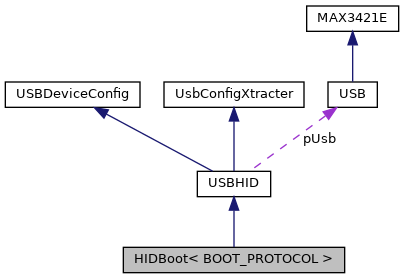 MAX3421E
USBDeviceConfig
UsbConfigXtracter
USB
pUsb
USBHID
HIDBoot< BOOT_PROTOCOL >